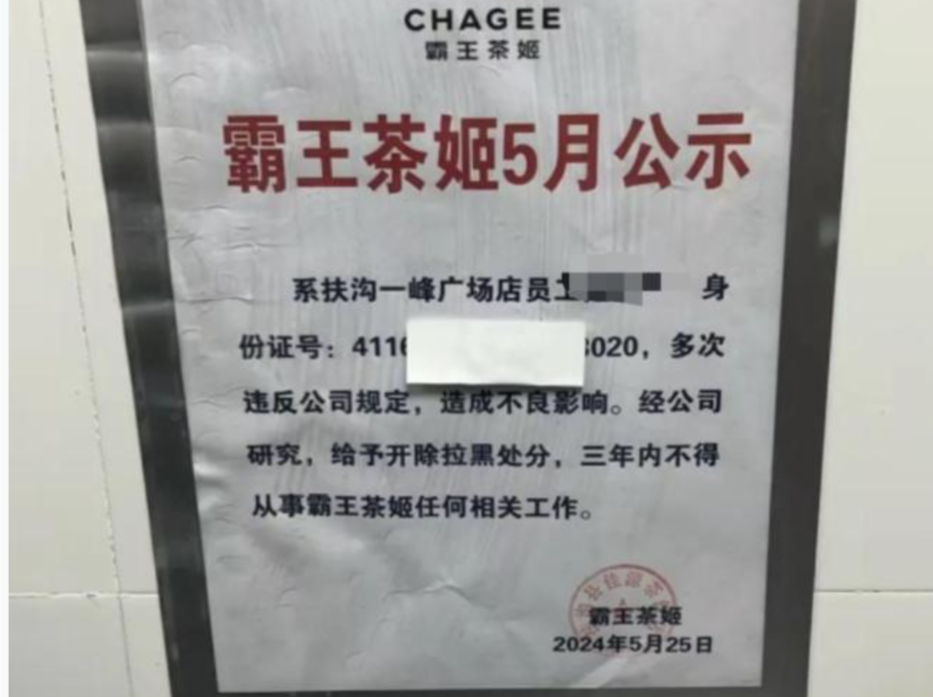 CHAGEE
霸王茶姬
霸王茶姬5月公示
系扶沟一峰广场店员 身
份证号：411 020，多次
违反公司规定，造成不良影响。经公司
研究，给予开除拉黑处分，三年内不得
从事霸王茶姬任何相关工作。
霸王茶姬
2024年5月25日